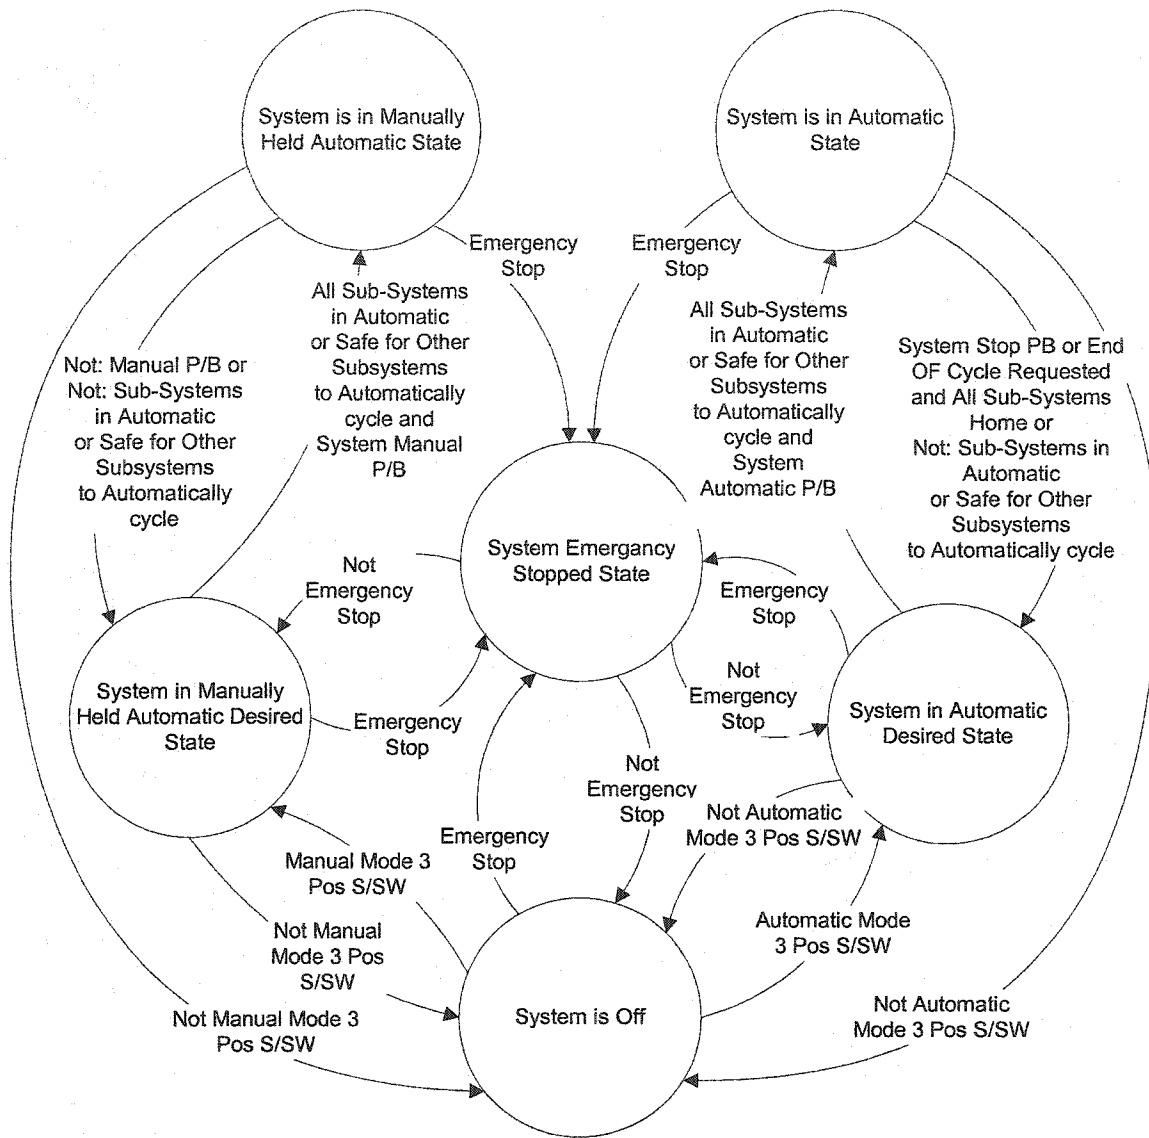 System is in Manually
Held Automatic State
System is in Automatic
State
Emergency
Stop
Emergency
Stop
All Sub-Systems
in Automatic
or Safe for Other
Subsystems
to Automatically
cycle and
System Manual
P/B
All Sub-Systems
in Automatic
or Safe for Other
Subsystems
to Automatically
cycle and
System
Automatic P/B
Not: Manual P/B or
Not: Sub-Systems
in Automatic
or Safe for Other
Subsystems
to Automatically
cycle
System Stop PB or End
OF Cycle Requested
and All Sub-Systems
Home or
Not: Sub-Systems in
Automatic
or Safe for Other
Subsystems
to Automatically cycle
System Emergancy
Stopped State
Not
Emergency
Stop
Emergency
Stop
Not
Emergency
Stop
System in Manually
Held Automatic Desired
State
Emergency
Stop
System in Automatic
Desired State
Not
Emergency
Stop
Not Automatic
Mode 3 Pos S/SW
Emergency
Stop
Manual Mode 3
Pos S/SW
Automatic Mode
3 Pos S/SW
Not Manual
Mode 3 Pos
S/SW
Not Manual Mode 3
Pos S/SW
System is Off
Not Automatic
Mode 3 Pos S/SW